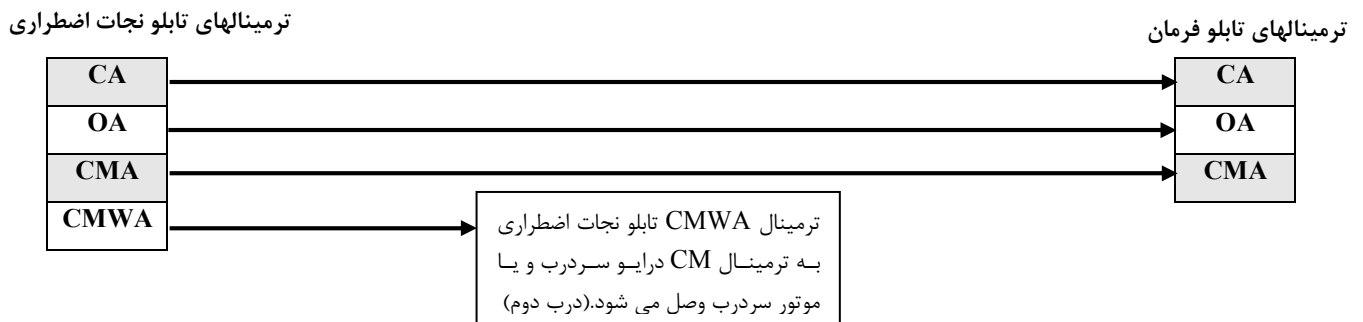 ترمینالهای تابلو نجات اضطراری
ترمینالهای تابلو فرمان
CA
CA
OA
OA
CMA
CMA
CMWA
ترمینال CMWA تابلو نجات اضطراری
به ترمینال CM درایو سردرب و یا
موتور سردرب وصل می شود.(درب دوم)